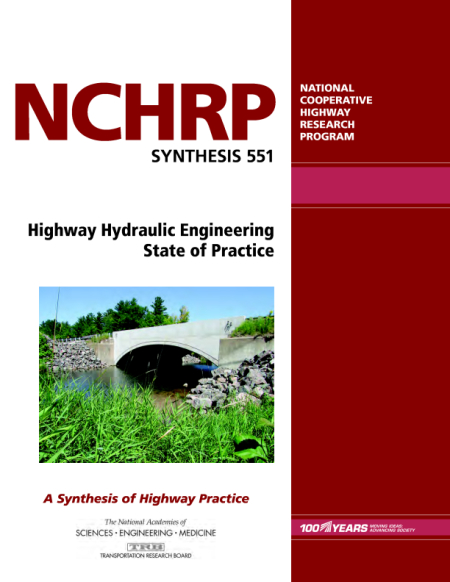 NCHRP
SYNTHESIS 551
NATIONAL
COOPERATIVE
HIGHWAY
RESEARCH
PROGRAM
Highway Hydraulic Engineering
State of Practice
A Synthesis of Highway Practice
The National Academies of
SCIENCES • ENGINEERING • MEDICINE
TRB
TRANSPORTATION RESEARCH BOARD
100 YEARS MOVING IDEAS:
ADVANCING SOCIETY